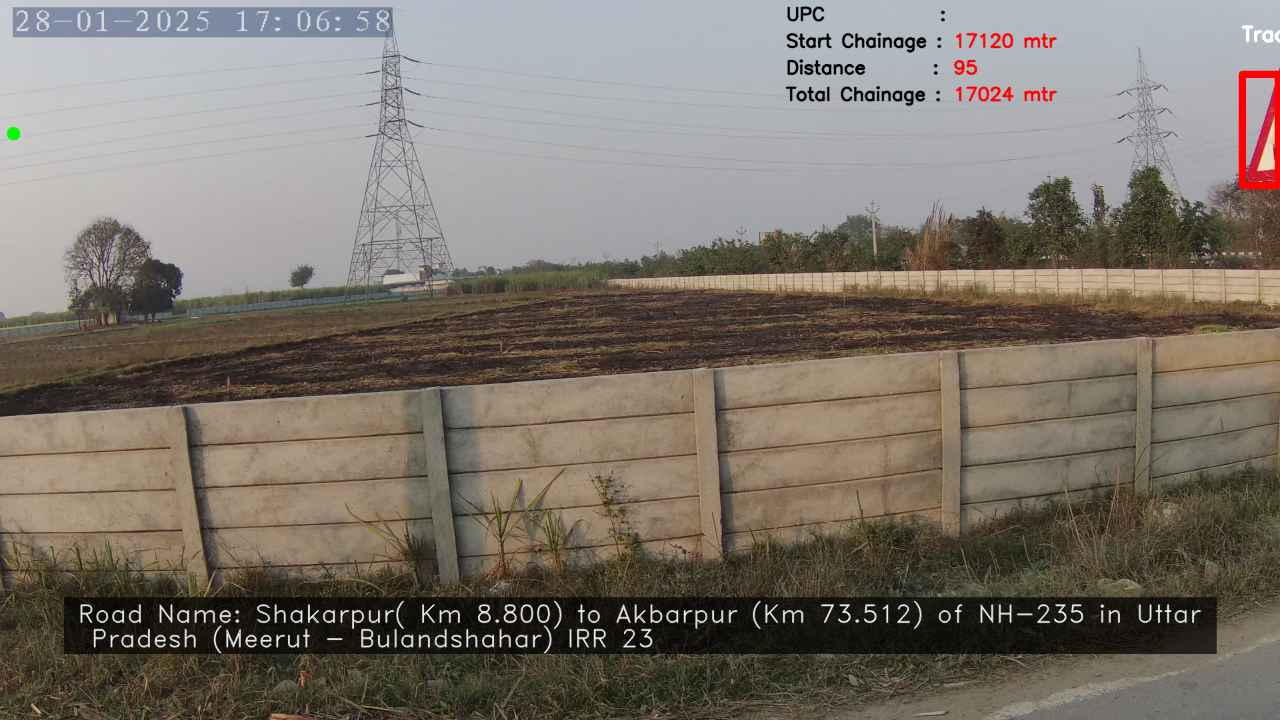 28-01-2025 17:06:58
UPC :
Start Chainage : 17120 mtr
Distance : 95
Total Chainage : 17024 mtr
Road Name: Shakarpur( Km 8.800) to Akbarpur (Km 73.512) of NH-235 in Uttar
Pradesh (Meerut - Bulandshahar) IRR 23